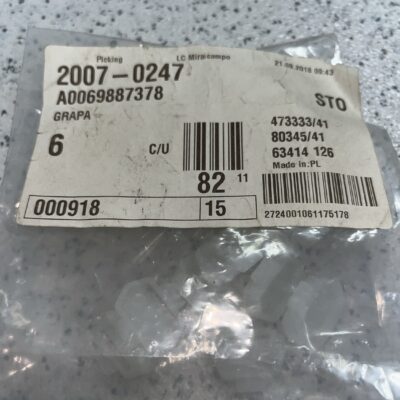 Picking LC Miralcampo 21.09.2018 09:43
2007-0247
A0069887378
GRAPA
STO
6 C/U
473333/41
80345/41
63414 126
Made in: PL
82 11
000918 15
2724001061175178